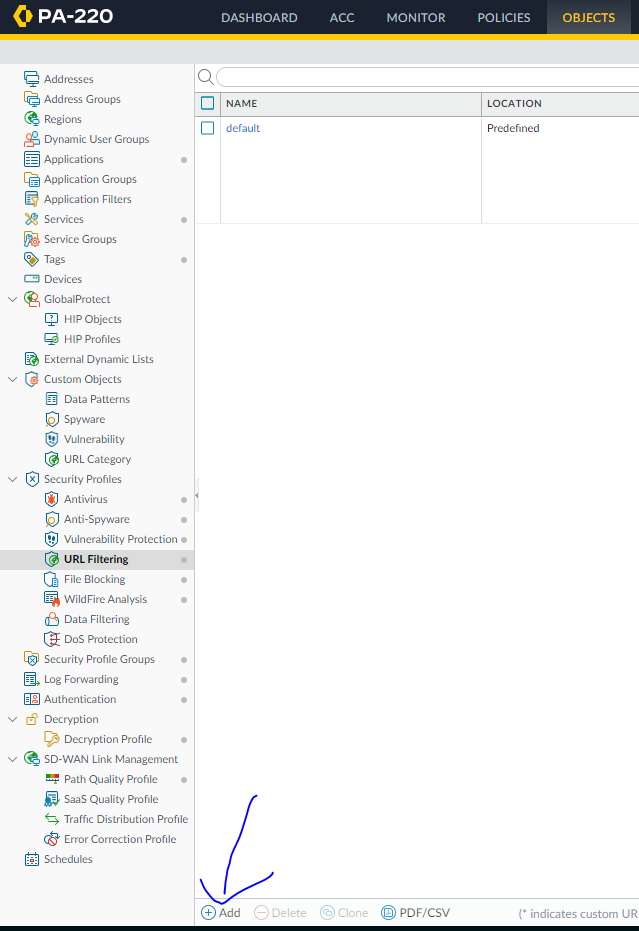 PA-220 DASHBOARD ACC MONITOR POLICIES OBJECTS
Addresses
Address Groups
Regions
Dynamic User Groups
Applications
Application Groups
Application Filters
Services
Service Groups
Tags
Devices
GlobalProtect
HIP Objects
HIP Profiles
External Dynamic Lists
Custom Objects
Data Patterns
Spyware
Vulnerability
URL Category
Security Profiles
Antivirus
Anti-Spyware
Vulnerability Protection
URL Filtering
File Blocking
WildFire Analysis
Data Filtering
DoS Protection
Security Profile Groups
Log Forwarding
Authentication
Decryption
Decryption Profile
SD-WAN Link Management
Path Quality Profile
SaaS Quality Profile
Traffic Distribution Profile
Error Correction Profile
Schedules
NAME LOCATION
default Predefined
Add Delete Clone PDF/CSV (* indicates custom UR